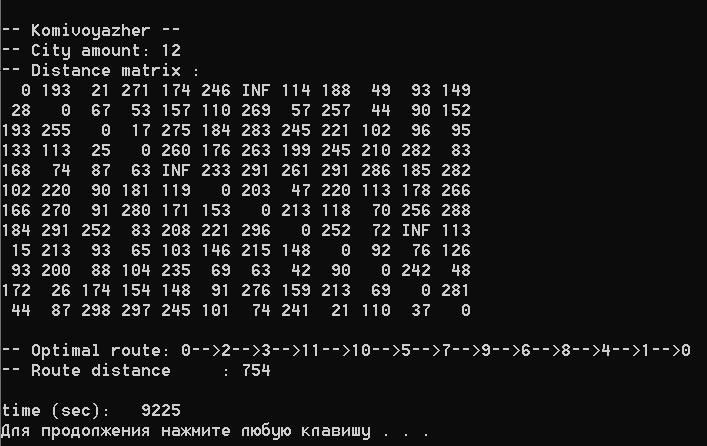 -- Komivoyazher --
-- City amount: 12
-- Distance matrix :
0 193 21 271 174 246 INF 114 188 49 93 149
28 0 67 53 157 110 269 57 257 44 90 152
193 255 0 17 275 184 283 245 221 102 96 95
133 113 25 0 260 176 263 199 245 210 282 83
168 74 87 63 INF 233 291 261 291 286 185 282
102 220 90 181 119 0 203 47 220 113 178 266
166 270 91 280 171 153 0 213 118 70 256 288
184 291 252 83 208 221 296 0 252 72 INF 113
15 213 93 65 103 146 215 148 0 92 76 126
93 200 88 104 235 69 63 42 90 0 242 48
172 26 174 154 148 91 276 159 213 69 0 281
44 87 298 297 245 101 74 241 21 110 37 0
-- Optimal route: 0-->2-->3-->11-->10-->5-->7-->9-->6-->8-->4-->1-->0
-- Route distance : 754
time (sec): 9225
Для продолжения нажмите любую клавишу . . .